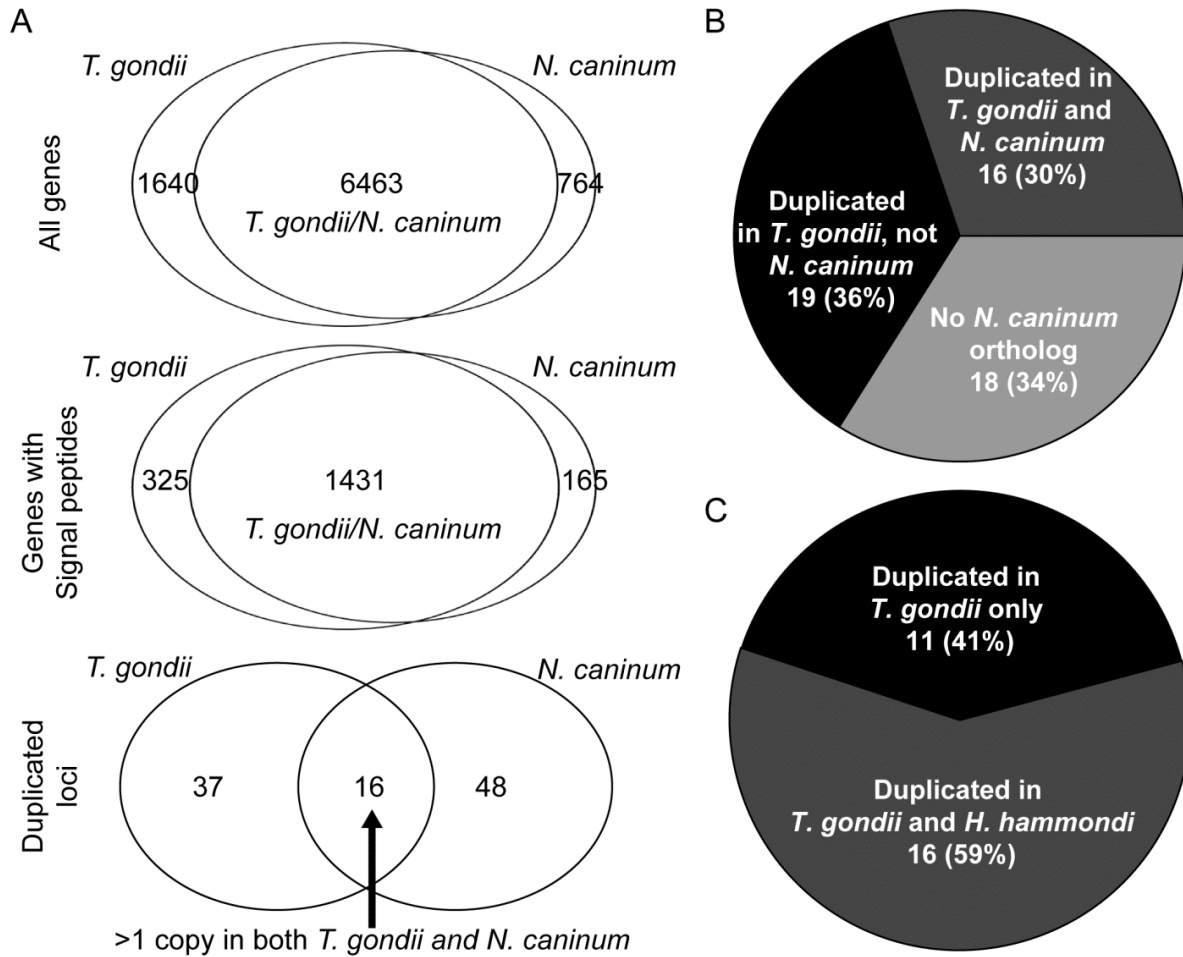 A
T. gondii
N. caninum
All genes
1640
6463
764
T. gondii/N. caninum
T. gondii
N. caninum
Genes with
Signal peptides
325
1431
165
T. gondii/N. caninum
T. gondii
N. caninum
Duplicated
loci
37
16
48
>1 copy in both T. gondii and N. caninum
B
Duplicated in
T. gondii and
N. caninum
16 (30%)
Duplicated
in T. gondii, not
N. caninum
19 (36%)
No N. caninum
ortholog
18 (34%)
C
Duplicated in
T. gondii only
11 (41%)
Duplicated in
T. gondii and H. hammondi
16 (59%)